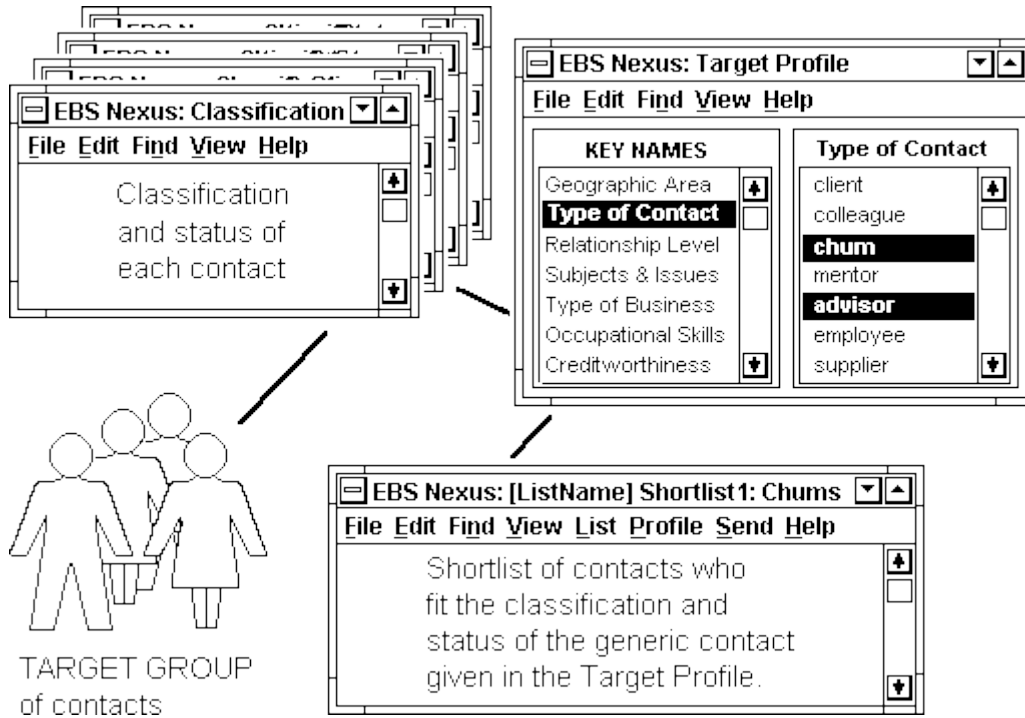 EBS Nexus: Classification
File Edit Find View Help
Classification
and status of
each contact
EBS Nexus: Target Profile
File Edit Find View Help
KEY NAMES
Geographic Area
Type of Contact
Relationship Level
Subjects & Issues
Type of Business
Occupational Skills
Creditworthiness
Type of Contact
client
colleague
chum
mentor
advisor
employee
supplier
TARGET GROUP
of contacts
EBS Nexus: [ListName] Shortlist1: Chums
File Edit Find View List Profile Send Help
Shortlist of contacts who
fit the classification and
status of the generic contact
given in the Target Profile.